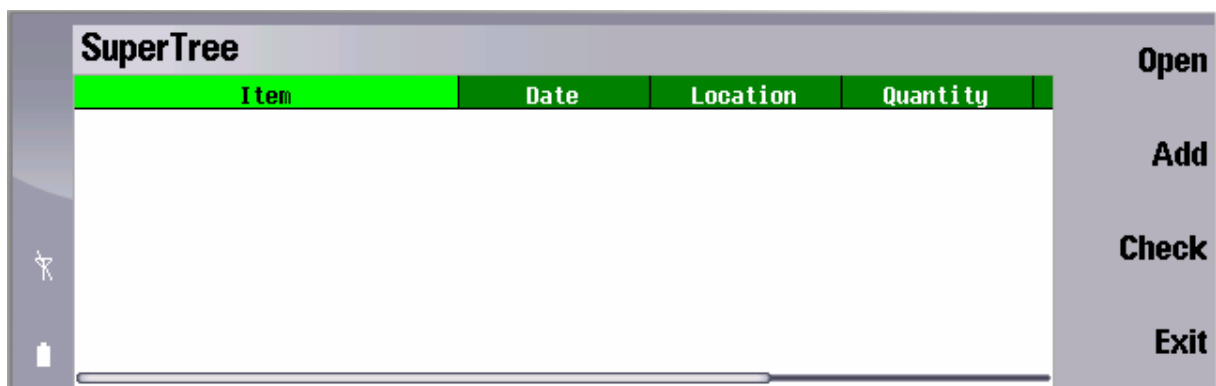 SuperTree
Item Date Location Quantity
Open
Add
Check
Exit